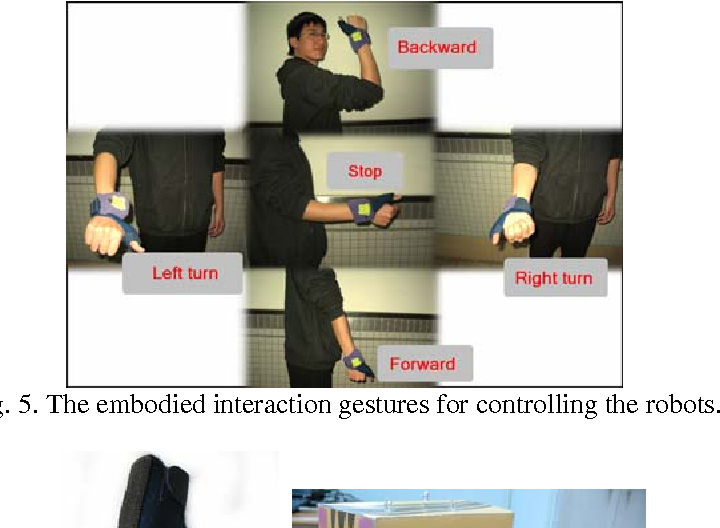 Backward
Stop
Left turn
Right turn
Forward
g. 5. The embodied interaction gestures for controlling the robots.